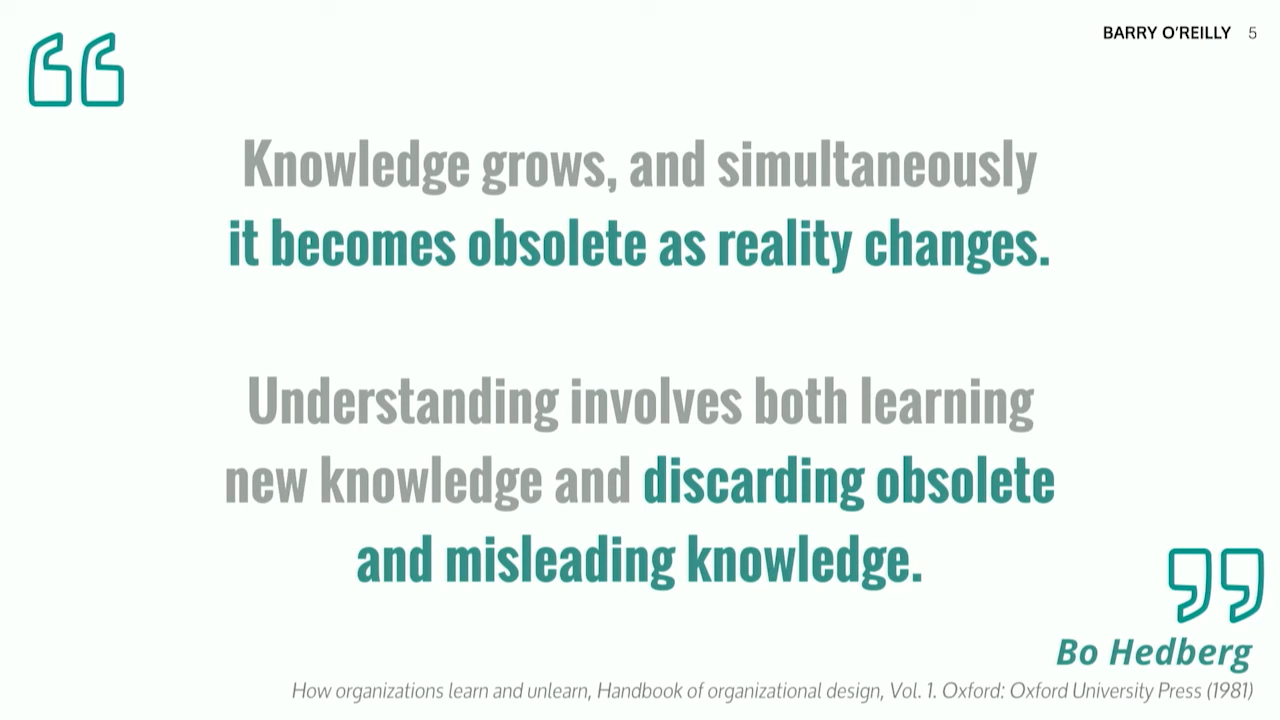 BARRY O'REILLY 5
“
Knowledge grows, and simultaneously
it becomes obsolete as reality changes.
Understanding involves both learning
new knowledge and discarding obsolete
and misleading knowledge.
”
Bo Hedberg
How organizations learn and unlearn, Handbook of organizational design, Vol. 1. Oxford: Oxford University Press (1981)